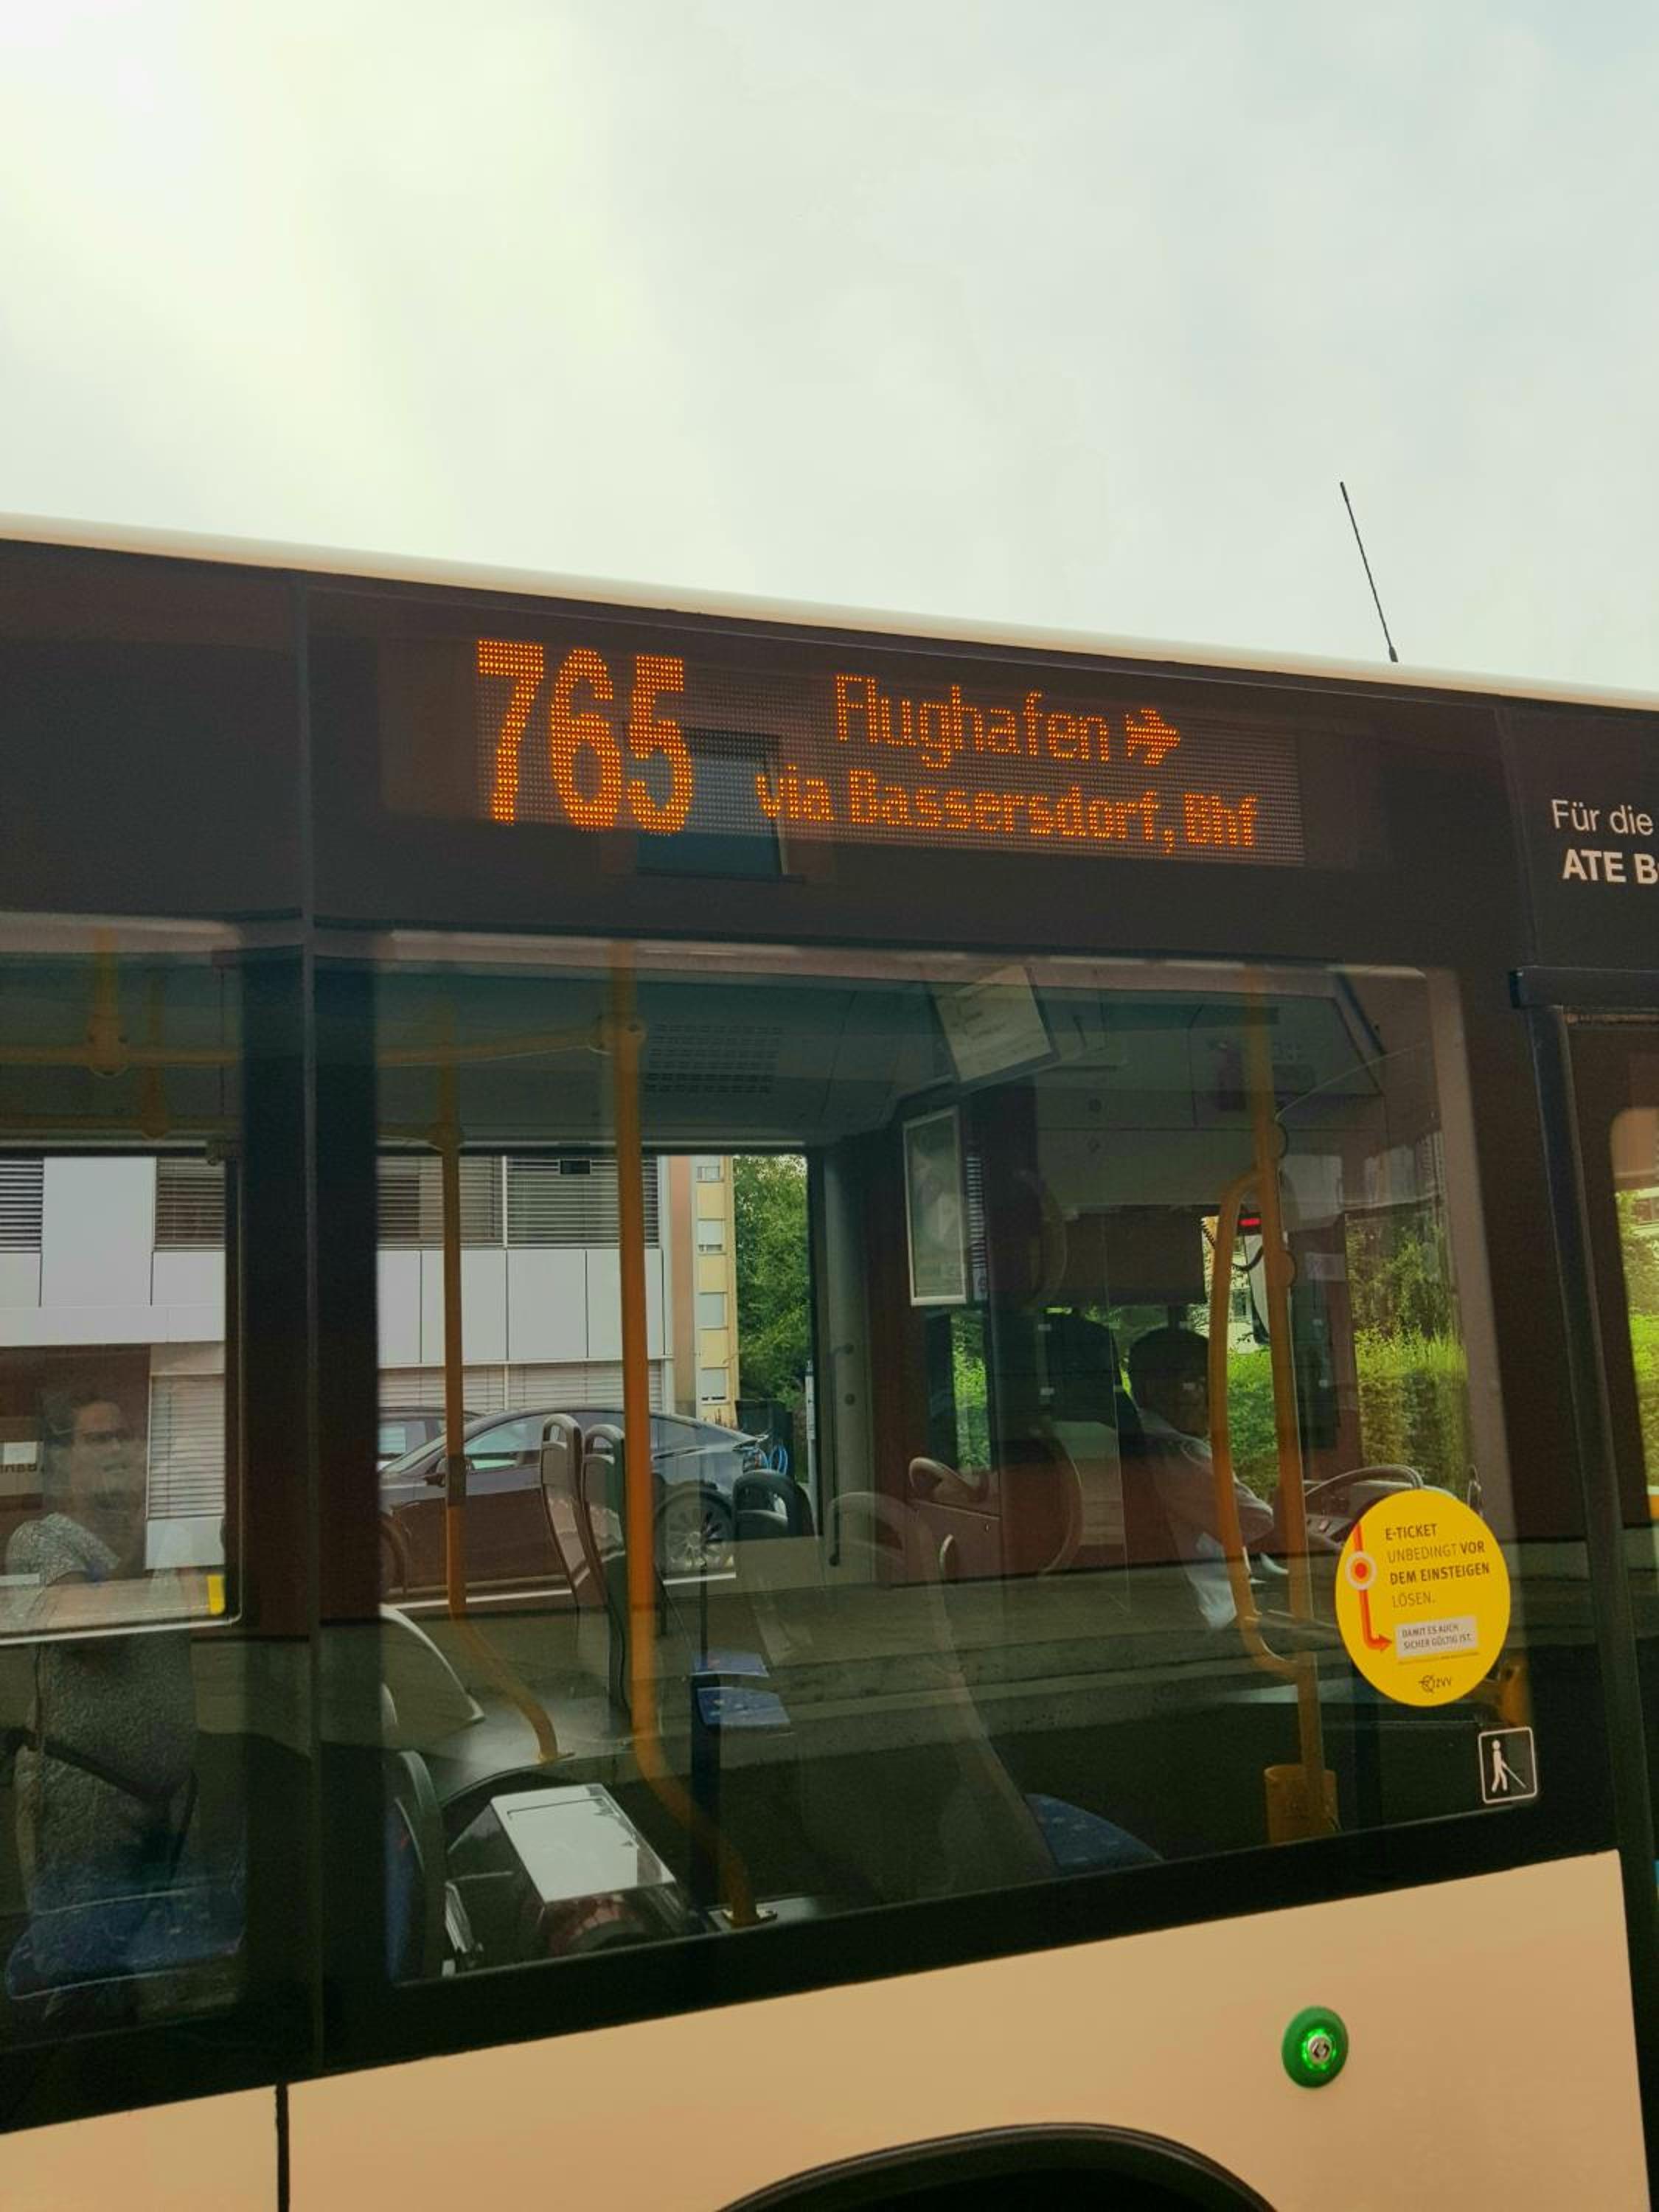 765 Flughafen
via Bassersdorf, Bhf
Für die
ATE B
E-TICKET
UNBEDINGT VOR
DEM EINSTEIGEN
LÖSEN.
DAMIT ES AUCH
SICHER GÜLTIG IST.
ZVV